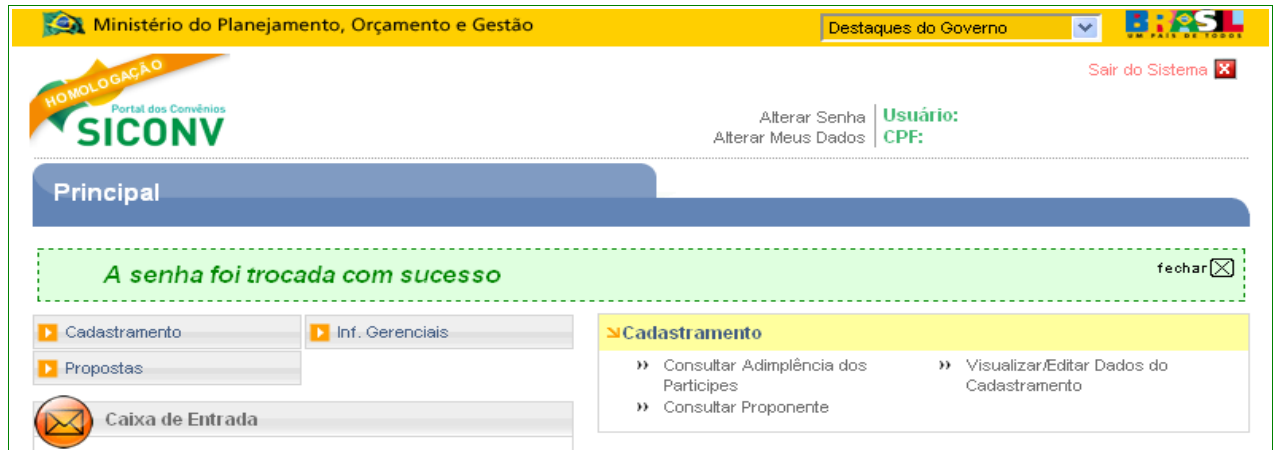 Ministério do Planejamento, Orçamento e Gestão
Destaques do Governo
BRASIL
UM PAÍS DE TODOS
HOMOLOGAÇÃO
Portal dos Convênios
SICONV
Sair do Sistema
Alterar Senha
Usuário:
Alterar Meus Dados
CPF:
Principal
A senha foi trocada com sucesso
fechar
Cadastramento
Inf. Gerenciais
Propostas
Caixa de Entrada
Cadastramento
Consultar Adimplência dos
Participes
Consultar Proponente
Visualizar/Editar Dados do
Cadastramento